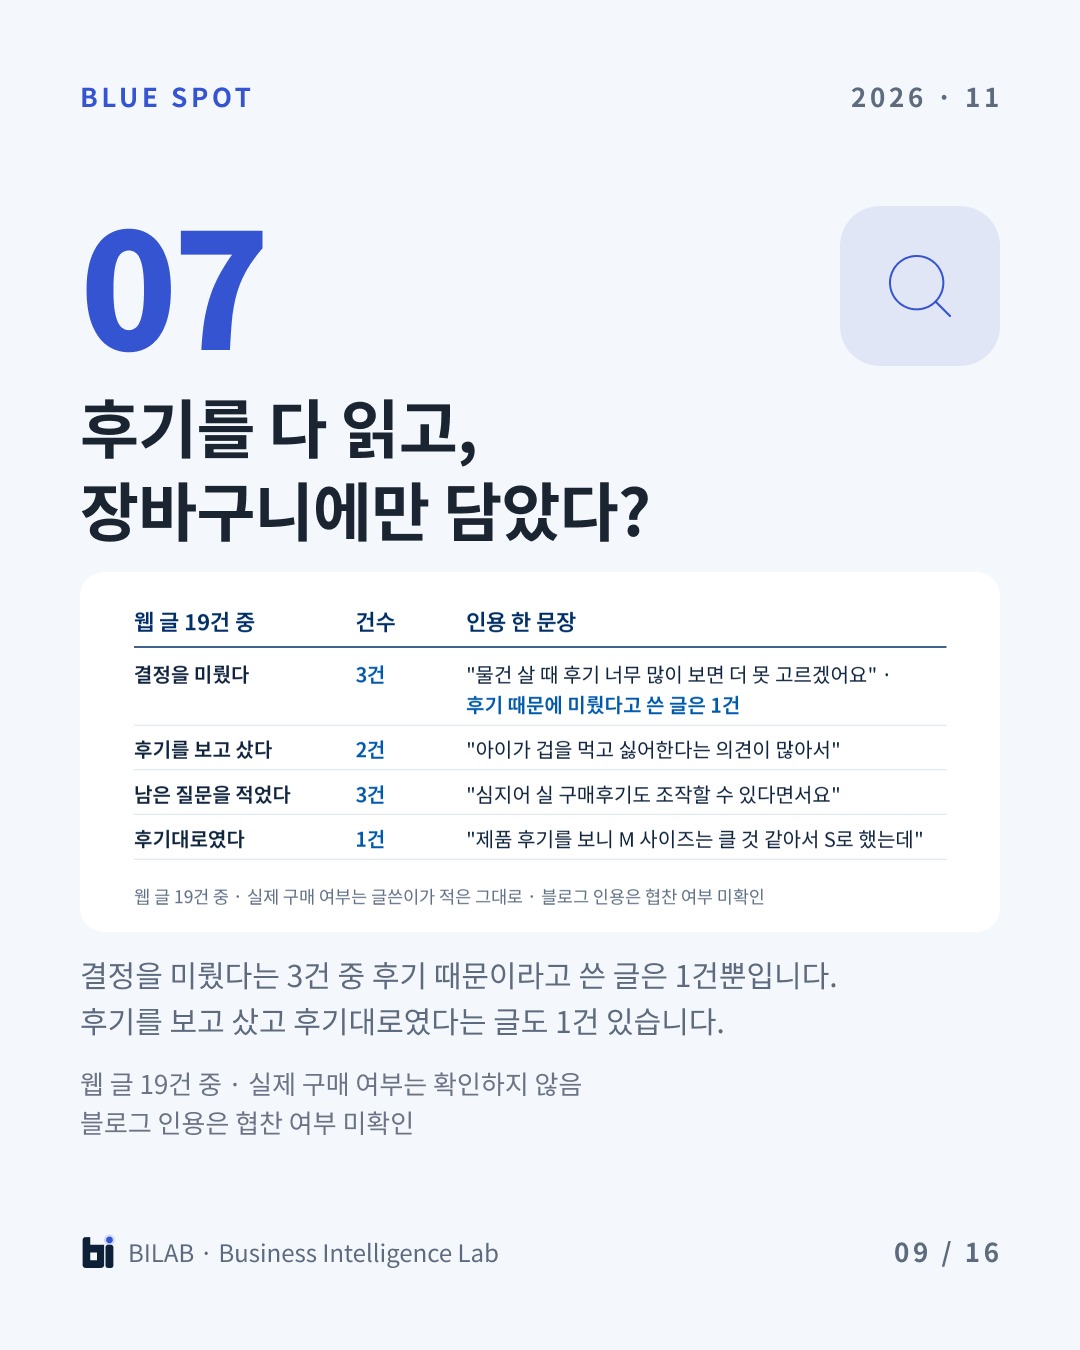 BLUE SPOT
2026 · 11
07
후기를 다 읽고,
장바구니에만 담았다?
웹 글 19건 중 건수 인용 한 문장
결정을 미뤘다 3건 "물건 살 때 후기 너무 많이 보면 더 못 고르겠어요" ·
후기 때문에 미뤘다고 쓴 글은 1건
후기를 보고 샀다 2건 "아이가 겁을 먹고 싫어한다는 의견이 많아서"
남은 질문을 적었다 3건 "심지어 실 구매후기도 조작할 수 있다면서요"
후기대로였다 1건 "제품 후기를 보니 M 사이즈는 클 것 같아서 S로 했는데"
웹 글 19건 중 · 실제 구매 여부는 글쓴이가 적은 그대로 · 블로그 인용은 협찬 여부 미확인
결정을 미뤘다는 3건 중 후기 때문이라고 쓴 글은 1건뿐입니다.
후기를 보고 샀고 후기대로였다는 글도 1건 있습니다.
웹 글 19건 중 · 실제 구매 여부는 확인하지 않음
블로그 인용은 협찬 여부 미확인
bi BILAB · Business Intelligence Lab
09 / 16